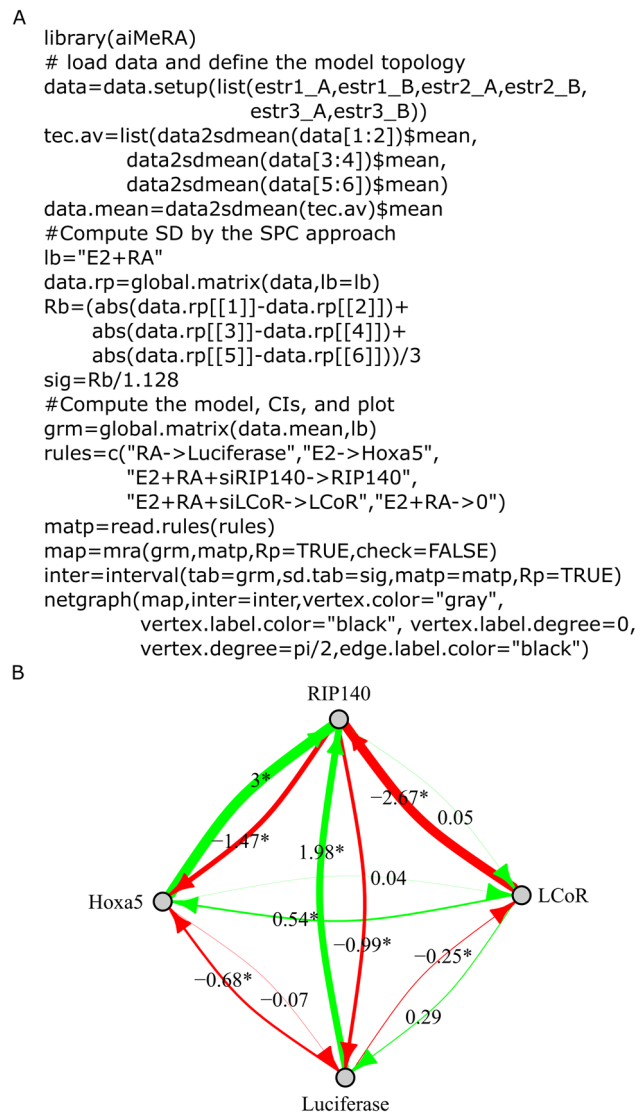 A
library(aiMeRA)
# load data and define the model topology
data=data.setup(list(estr1_A,estr1_B,estr2_A,estr2_B,
estr3_A,estr3_B))
tec.av=list(data2sdmean(data[1:2])$mean,
data2sdmean(data[3:4])$mean,
data2sdmean(data[5:6])$mean)
data.mean=data2sdmean(tec.av)$mean
#Compute SD by the SPC approach
lb="E2+RA"
data.rp=global.matrix(data,lb=lb)
Rb=(abs(data.rp[[1]]-data.rp[[2]])+
abs(data.rp[[3]]-data.rp[[4]])+
abs(data.rp[[5]]-data.rp[[6]]))/3
sig=Rb/1.128
#Compute the model, CIs, and plot
grm=global.matrix(data.mean,lb)
rules=c("RA->Luciferase","E2->Hoxa5",
"E2+RA+siRIP140->RIP140",
"E2+RA+siLCoR->LCoR","E2+RA->0")
matp=read.rules(rules)
map=mra(grm,matp,Rp=TRUE,check=FALSE)
inter=interval(tab=grm,sd.tab=sig,matp=matp,Rp=TRUE)
netgraph(map,inter=inter,vertex.color="gray",
vertex.label.color="black", vertex.label.degree=0,
vertex.degree=pi/2,edge.label.color="black")
B
RIP140
3*
−2.67*
0.05
−1.47*
1.98*
0.04
Hoxa5
LCoR
0.54*
−0.99*
−0.25*
−0.68*
−0.07
0.29
Luciferase